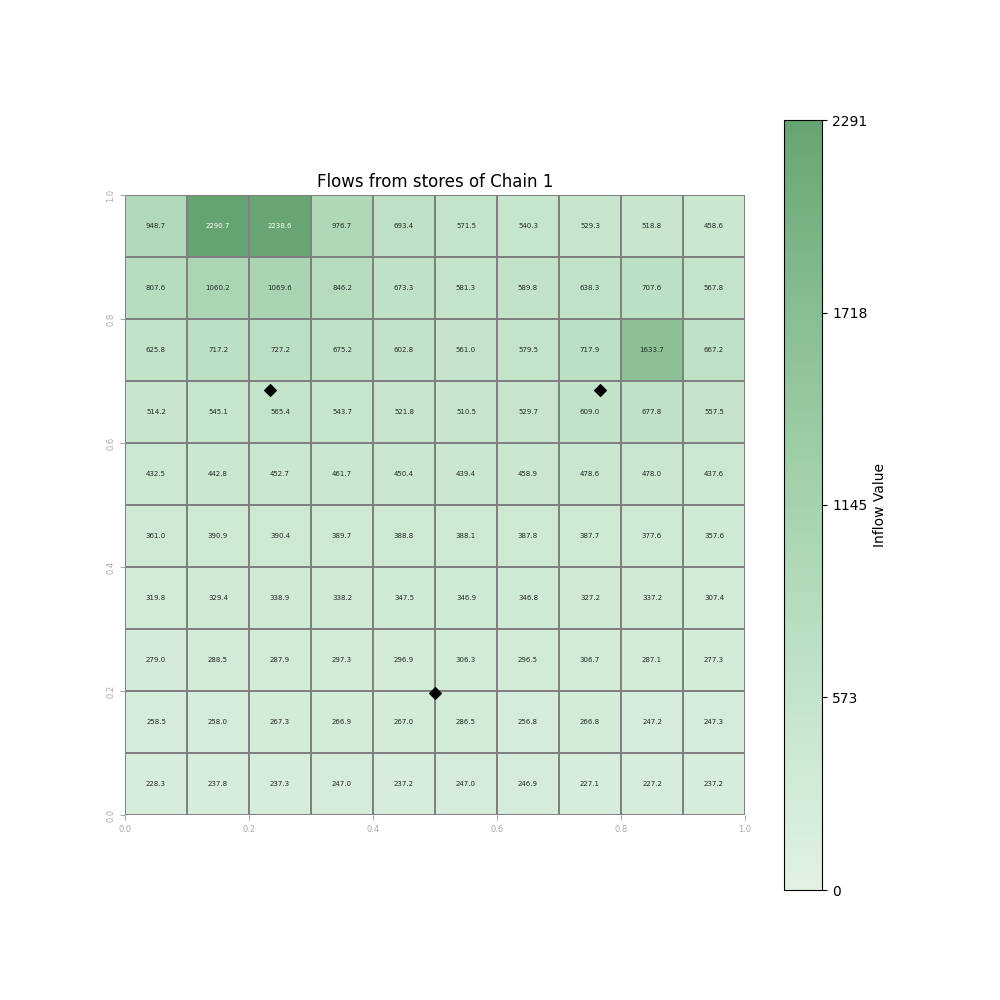 Flows from stores of Chain 1
1.0
948.7 2290.7 2238.6 976.7 693.4 571.5 540.3 529.3 518.8 458.6
807.6 1060.2 1069.6 846.2 673.3 581.3 589.8 638.3 707.6 567.8
0.8
625.8 717.2 727.2 675.2 602.8 561.0 579.5 717.9 1633.7 667.2
514.2 545.1 565.4 543.7 521.8 510.5 529.7 609.0 677.8 557.5
0.6
432.5 442.8 452.7 461.7 450.4 439.4 458.9 478.6 478.0 437.6
361.0 390.9 390.4 389.7 388.8 388.1 387.8 387.7 377.6 357.6
0.4
319.8 329.4 338.9 338.2 347.5 346.9 346.8 327.2 337.2 307.4
279.0 288.5 287.9 297.3 296.9 306.3 296.5 306.7 287.1 277.3
0.2
258.5 258.0 267.3 266.9 267.0 286.5 256.8 266.8 247.2 247.3
228.3 237.8 237.3 247.0 237.2 247.0 246.9 227.1 227.2 237.2
0.0
0.0 0.2 0.4 0.6 0.8 1.0
2291
1718
1145
573
0
Inflow Value